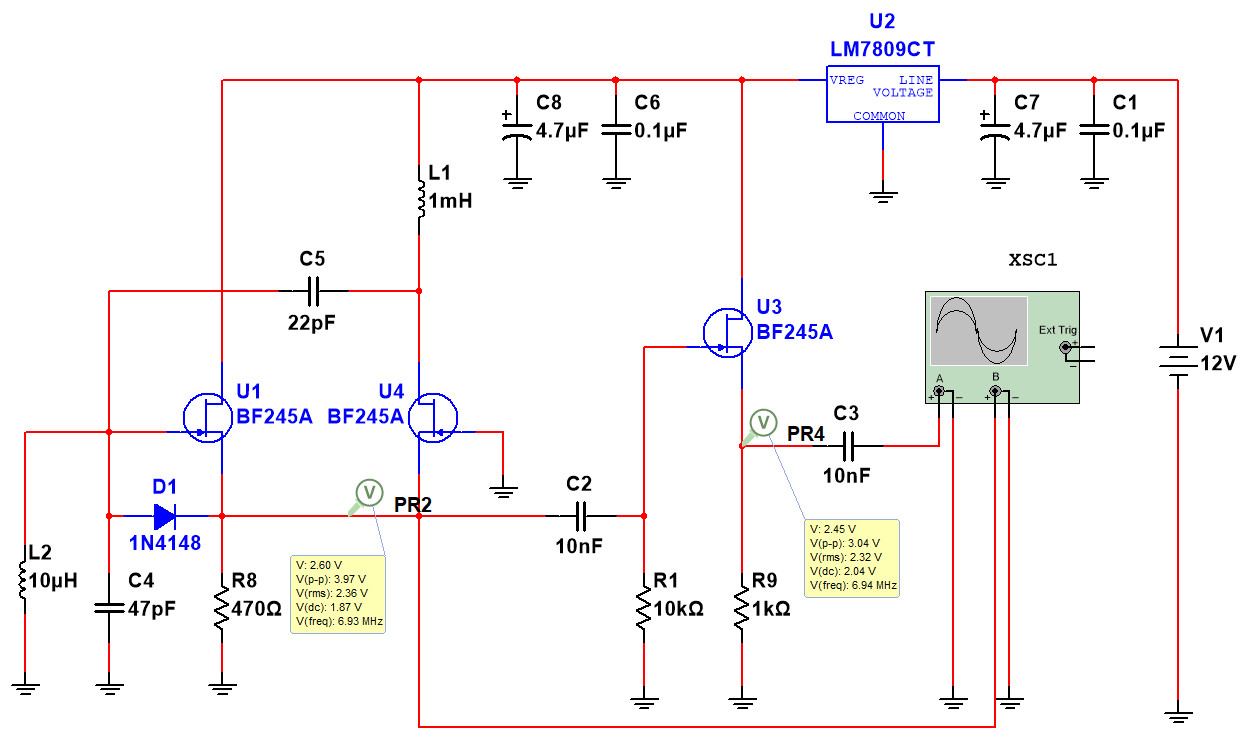 U2
LM7809CT
VREG
LINE
VOLTAGE
COMMON
C8
4.7µF
C6
0.1µF
C7
4.7µF
C1
0.1µF
L1
1mH
C5
22pF
XSC1
Ext Trig
+
−
A
B
+
−
+
−
U3
BF245A
V1
12V
U1
BF245A
U4
BF245A
V
PR4
C3
10nF
D1
1N4148
V
PR2
C2
10nF
L2
10µH
C4
47pF
R8
470Ω
V: 2.60 V
V(p-p): 3.97 V
V(rms): 2.36 V
V(dc): 1.87 V
V(freq): 6.93 MHz
R1
10kΩ
R9
1kΩ
V: 2.45 V
V(p-p): 3.04 V
V(rms): 2.32 V
V(dc): 2.04 V
V(freq): 6.94 MHz